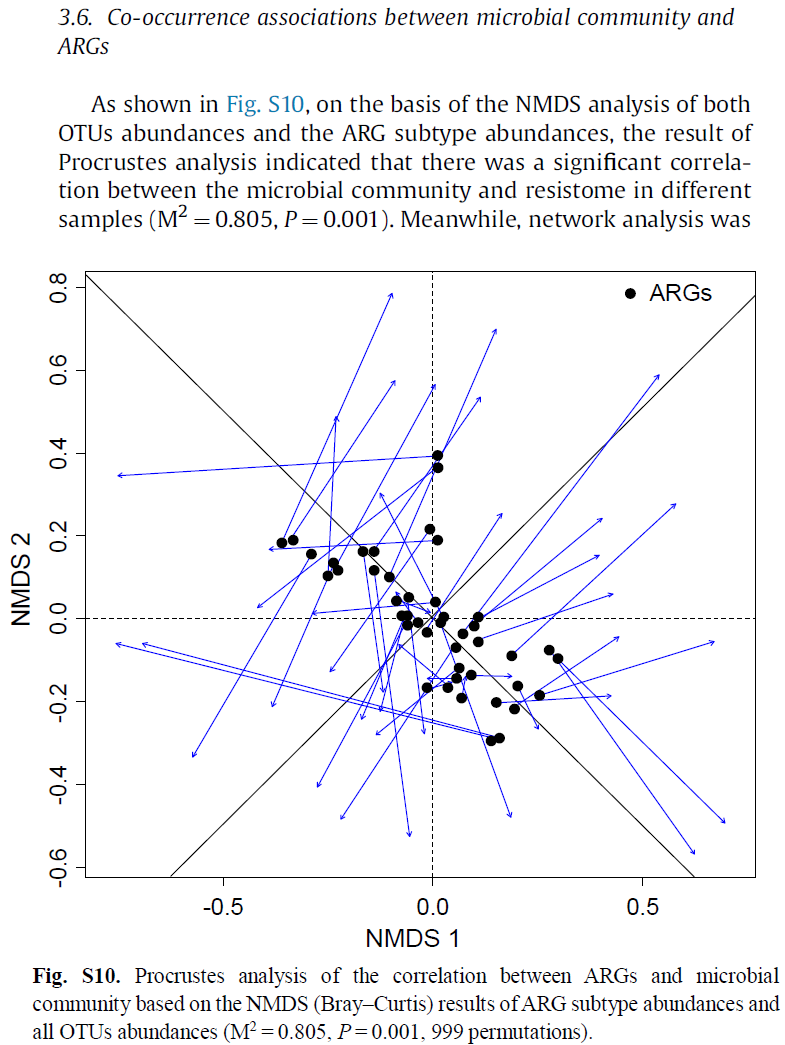 3.6. Co-occurrence associations between microbial community and
ARGs
As shown in Fig. S10, on the basis of the NMDS analysis of both
OTUs abundances and the ARG subtype abundances, the result of
Procrustes analysis indicated that there was a significant correla-
tion between the microbial community and resistome in different
samples (M² = 0.805, P = 0.001). Meanwhile, network analysis was
ARGs
0.8
0.6
0.4
0.2
0.0
-0.2
-0.4
-0.6
NMDS 2
-0.5
0.0
0.5
NMDS 1
Fig. S10. Procrustes analysis of the correlation between ARGs and microbial
community based on the NMDS (Bray–Curtis) results of ARG subtype abundances and
all OTUs abundances (M² = 0.805, P = 0.001, 999 permutations).